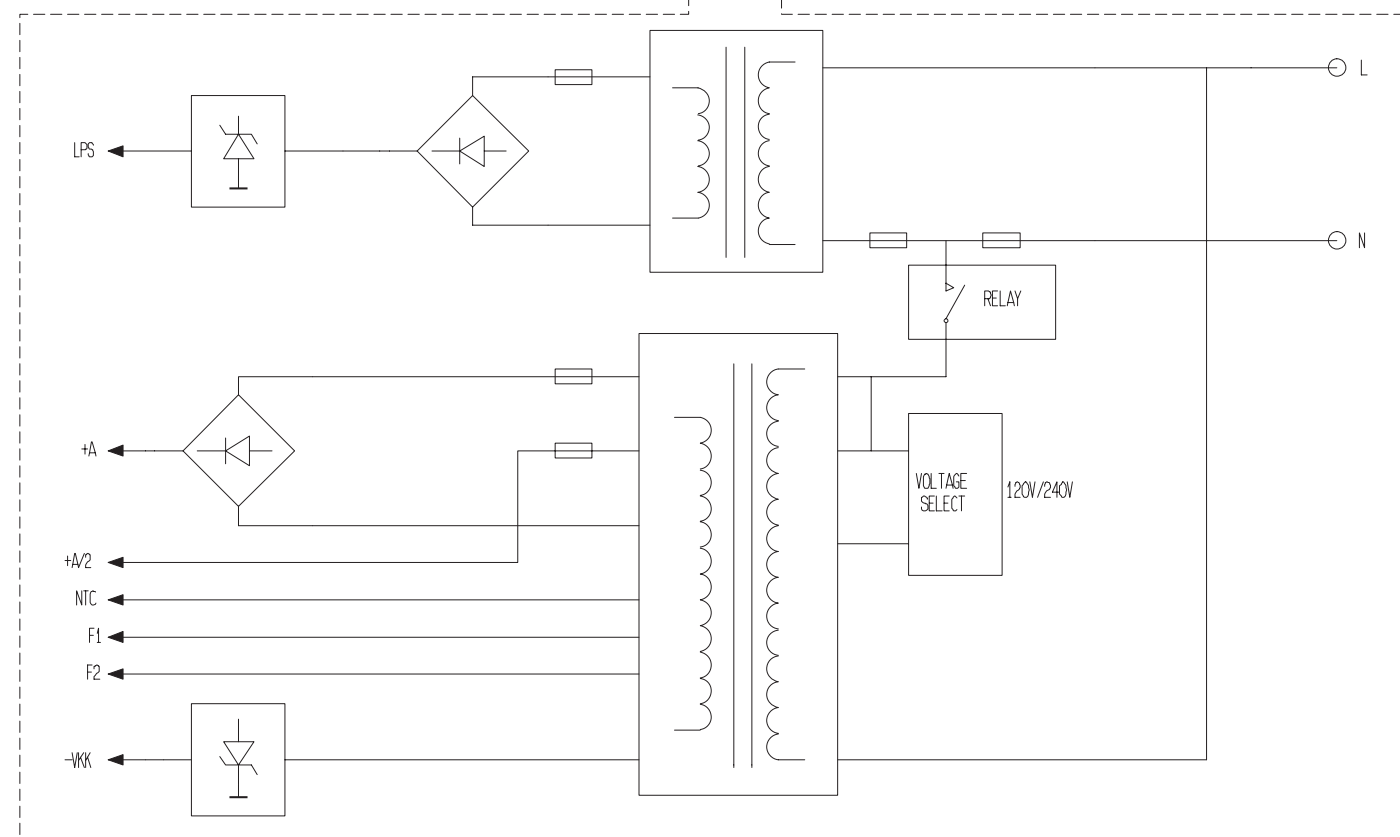 L
LPS
N
RELAY
+A
VOLTAGE
SELECT
120V/240V
+A/2
NTC
F1
F2
-VKK